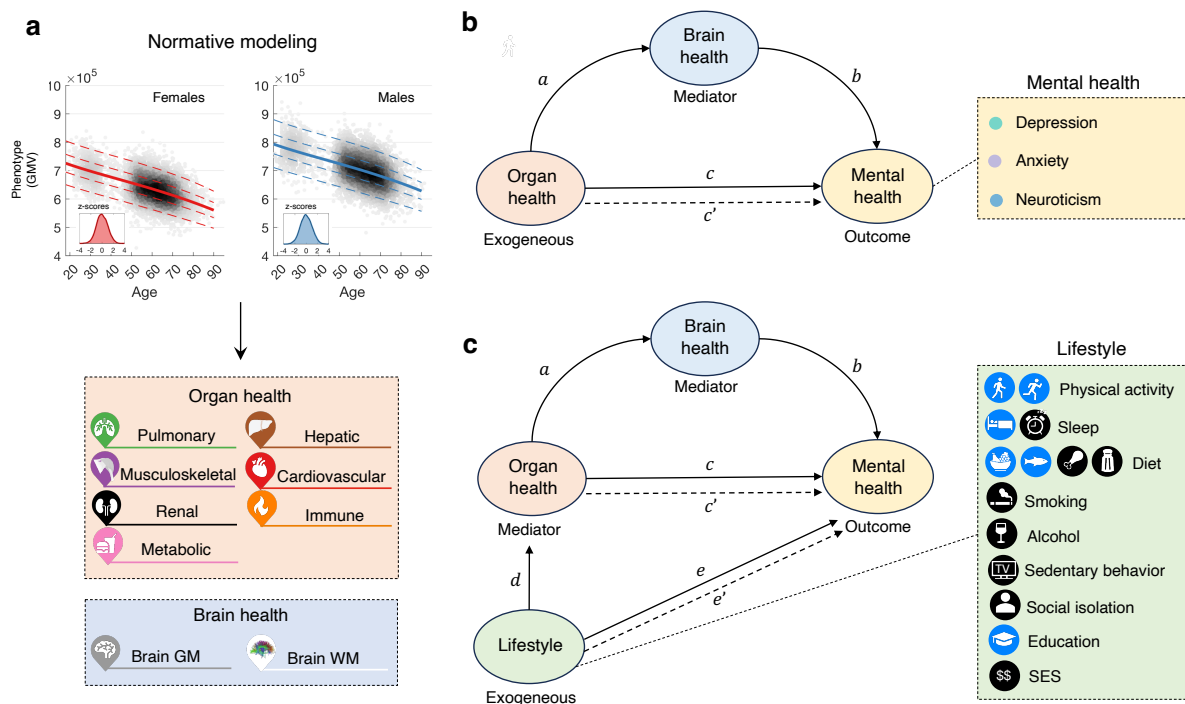 a
Normative modeling
×10⁵
×10⁵
10
9
8
7
6
5
4
Phenotype
(GMV)
Females
z-scores
-4 -2 0 2 4
20 30 40 50 60 70 80 90
Age
10
9
8
7
6
5
4
Males
z-scores
-4 -2 0 2 4
20 30 40 50 60 70 80 90
Age
Organ health
Pulmonary
Hepatic
Musculoskeletal
Cardiovascular
Renal
Immune
Metabolic
Brain health
Brain GM
Brain WM
b
Brain
health
Mediator
a
b
Organ
health
Exogeneous
c
c'
Mental
health
Outcome
Mental health
Depression
Anxiety
Neuroticism
c
Brain
health
Mediator
a
b
Organ
health
Mediator
c
c'
Mental
health
Outcome
d
e
e'
Lifestyle
Exogeneous
Lifestyle
Physical activity
Sleep
Diet
Smoking
Alcohol
TV
Sedentary behavior
Social isolation
Education
$$
SES